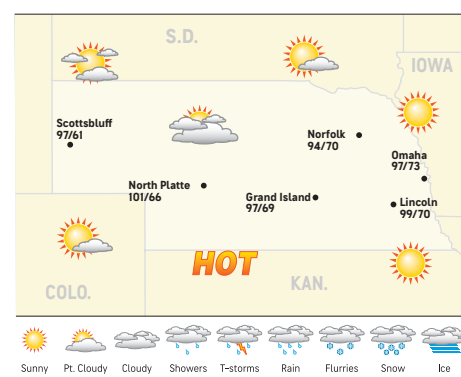 S.D.
IOWA
Scottsbluff
97/61
Norfolk
94/70
Omaha
97/73
North Platte
101/66
Grand Island
97/69
Lincoln
99/70
HOT
COLO.
KAN.
Sunny
Pt. Cloudy
Cloudy
Showers
T-storms
Rain
Flurries
Snow
Ice